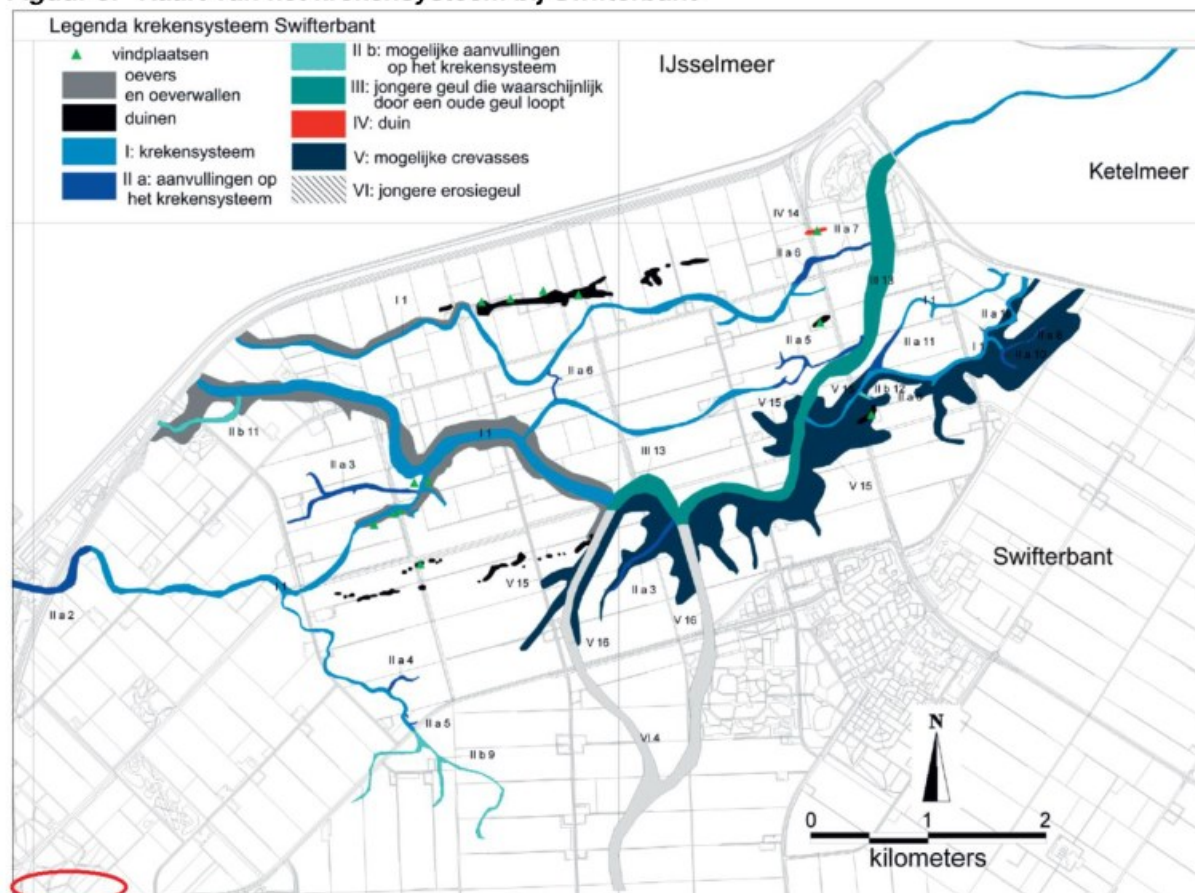 Legenda krekensysteem Swifterbant
vindplaatsen
oevers
en oeverwallen
duinen
I: krekensysteem
II a: aanvullingen op
het krekensysteem
II b: mogelijke aanvullingen
op het krekensysteem
III: jongere geul die waarschijnlijk
door een oude geul loopt
IV: duin
V: mogelijke crevasses
VI: jongere erosiegeul
IJsselmeer
Ketelmeer
IV 14
II a 7
II a 6
III 13
I 1
I 1
II a 5
II a 11
II a 6
II b 12
V 15
II b 11
I 1
II a 3
III 13
V 15
Swifterbant
V 15
II a 3
II a 2
V 16
V 16
II a 4
II a 5
II b 9
VI 4
N
0
1
2
kilometers